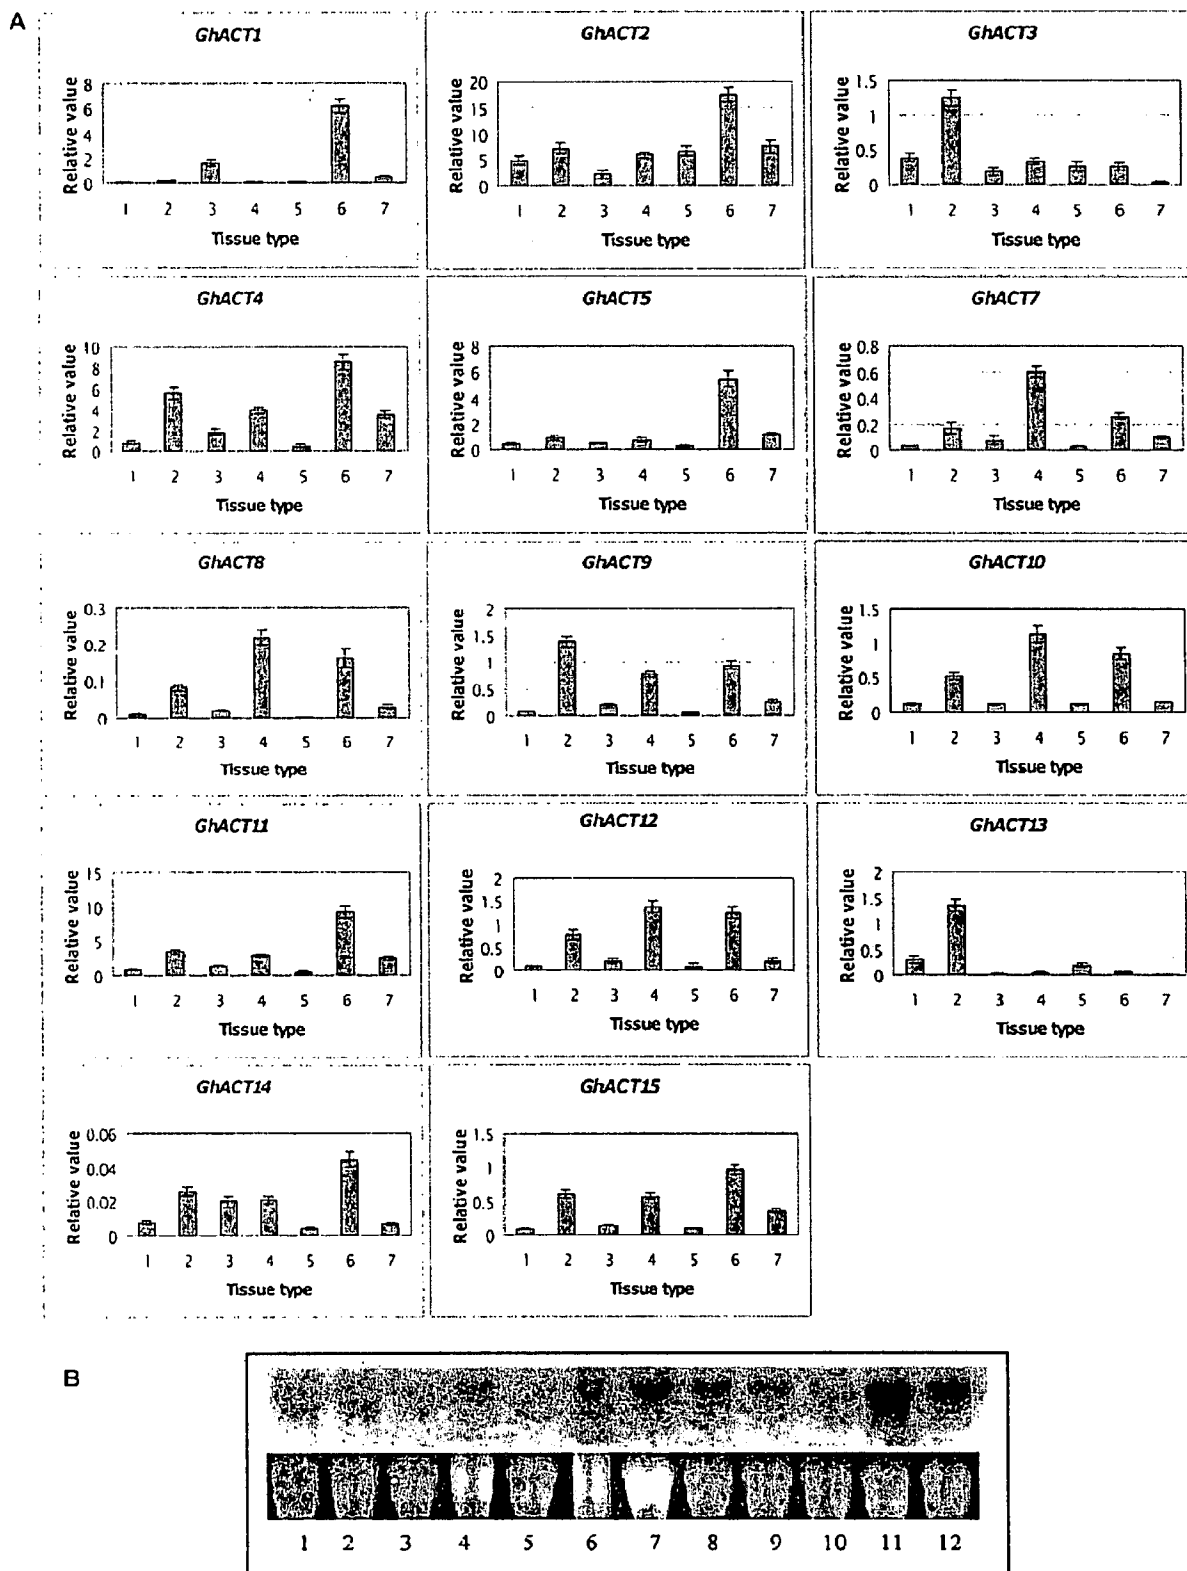 A
GhACT1
Relative value
8
6
4
2
0
1 2 3 4 5 6 7
Tissue type
GhACT2
Relative value
20
15
10
5
0
1 2 3 4 5 6 7
Tissue type
GhACT3
Relative value
1.5
1
0.5
0
1 2 3 4 5 6 7
Tissue type
GhACT4
Relative value
10
8
6
4
2
0
1 2 3 4 5 6 7
Tissue type
GhACT5
Relative value
8
6
4
2
0
1 2 3 4 5 6 7
Tissue type
GhACT7
Relative value
0.8
0.6
0.4
0.2
0
1 2 3 4 5 6 7
Tissue type
GhACT8
Relative value
0.3
0.2
0.1
0
1 2 3 4 5 6 7
Tissue type
GhACT9
Relative value
2
1.5
1
0.5
0
1 2 3 4 5 6 7
Tissue type
GhACT10
Relative value
1.5
1
0.5
0
1 2 3 4 5 6 7
Tissue type
GhACT11
Relative value
15
10
5
0
1 2 3 4 5 6 7
Tissue type
GhACT12
Relative value
2
1.5
1
0.5
0
1 2 3 4 5 6 7
Tissue type
GhACT13
Relative value
2
1.5
1
0.5
0
1 2 3 4 5 6 7
Tissue type
GhACT14
Relative value
0.06
0.04
0.02
0
1 2 3 4 5 6 7
Tissue type
GhACT15
Relative value
1.5
1
0.5
0
1 2 3 4 5 6 7
Tissue type
B
1 2 3 4 5 6 7 8 9 10 11 12